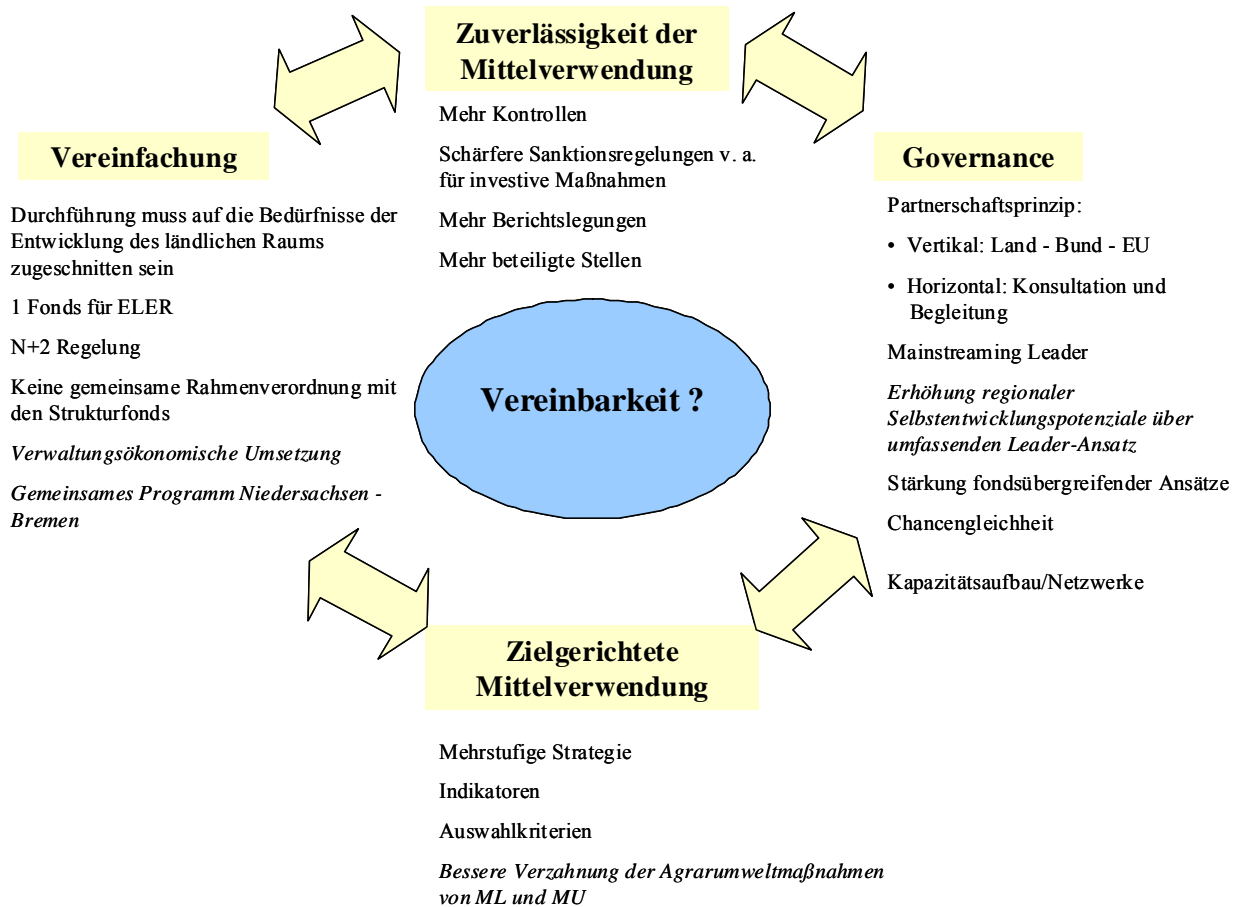 Zuverlässigkeit der
Mittelverwendung
Mehr Kontrollen
Schärfere Sanktionsregelungen v. a.
für investive Maßnahmen
Mehr Berichtslegungen
Mehr beteiligte Stellen
Vereinfachung
Durchführung muss auf die Bedürfnisse der
Entwicklung des ländlichen Raums
zugeschnitten sein
1 Fonds für ELER
N+2 Regelung
Keine gemeinsame Rahmenverordnung mit
den Strukturfonds
Verwaltungsökonomische Umsetzung
Gemeinsames Programm Niedersachsen -
Bremen
Vereinbarkeit ?
Governance
Partnerschaftsprinzip:
• Vertikal: Land - Bund - EU
• Horizontal: Konsultation und
Begleitung
Mainstreaming Leader
Erhöhung regionaler
Selbstentwicklungspotenziale über
umfassenden Leader-Ansatz
Stärkung fondsübergreifender Ansätze
Chancengleichheit
Kapazitätsaufbau/Netzwerke
Zielgerichtete
Mittelverwendung
Mehrstufige Strategie
Indikatoren
Auswahlkriterien
Bessere Verzahnung der Agrarumweltmaßnahmen
von ML und MU